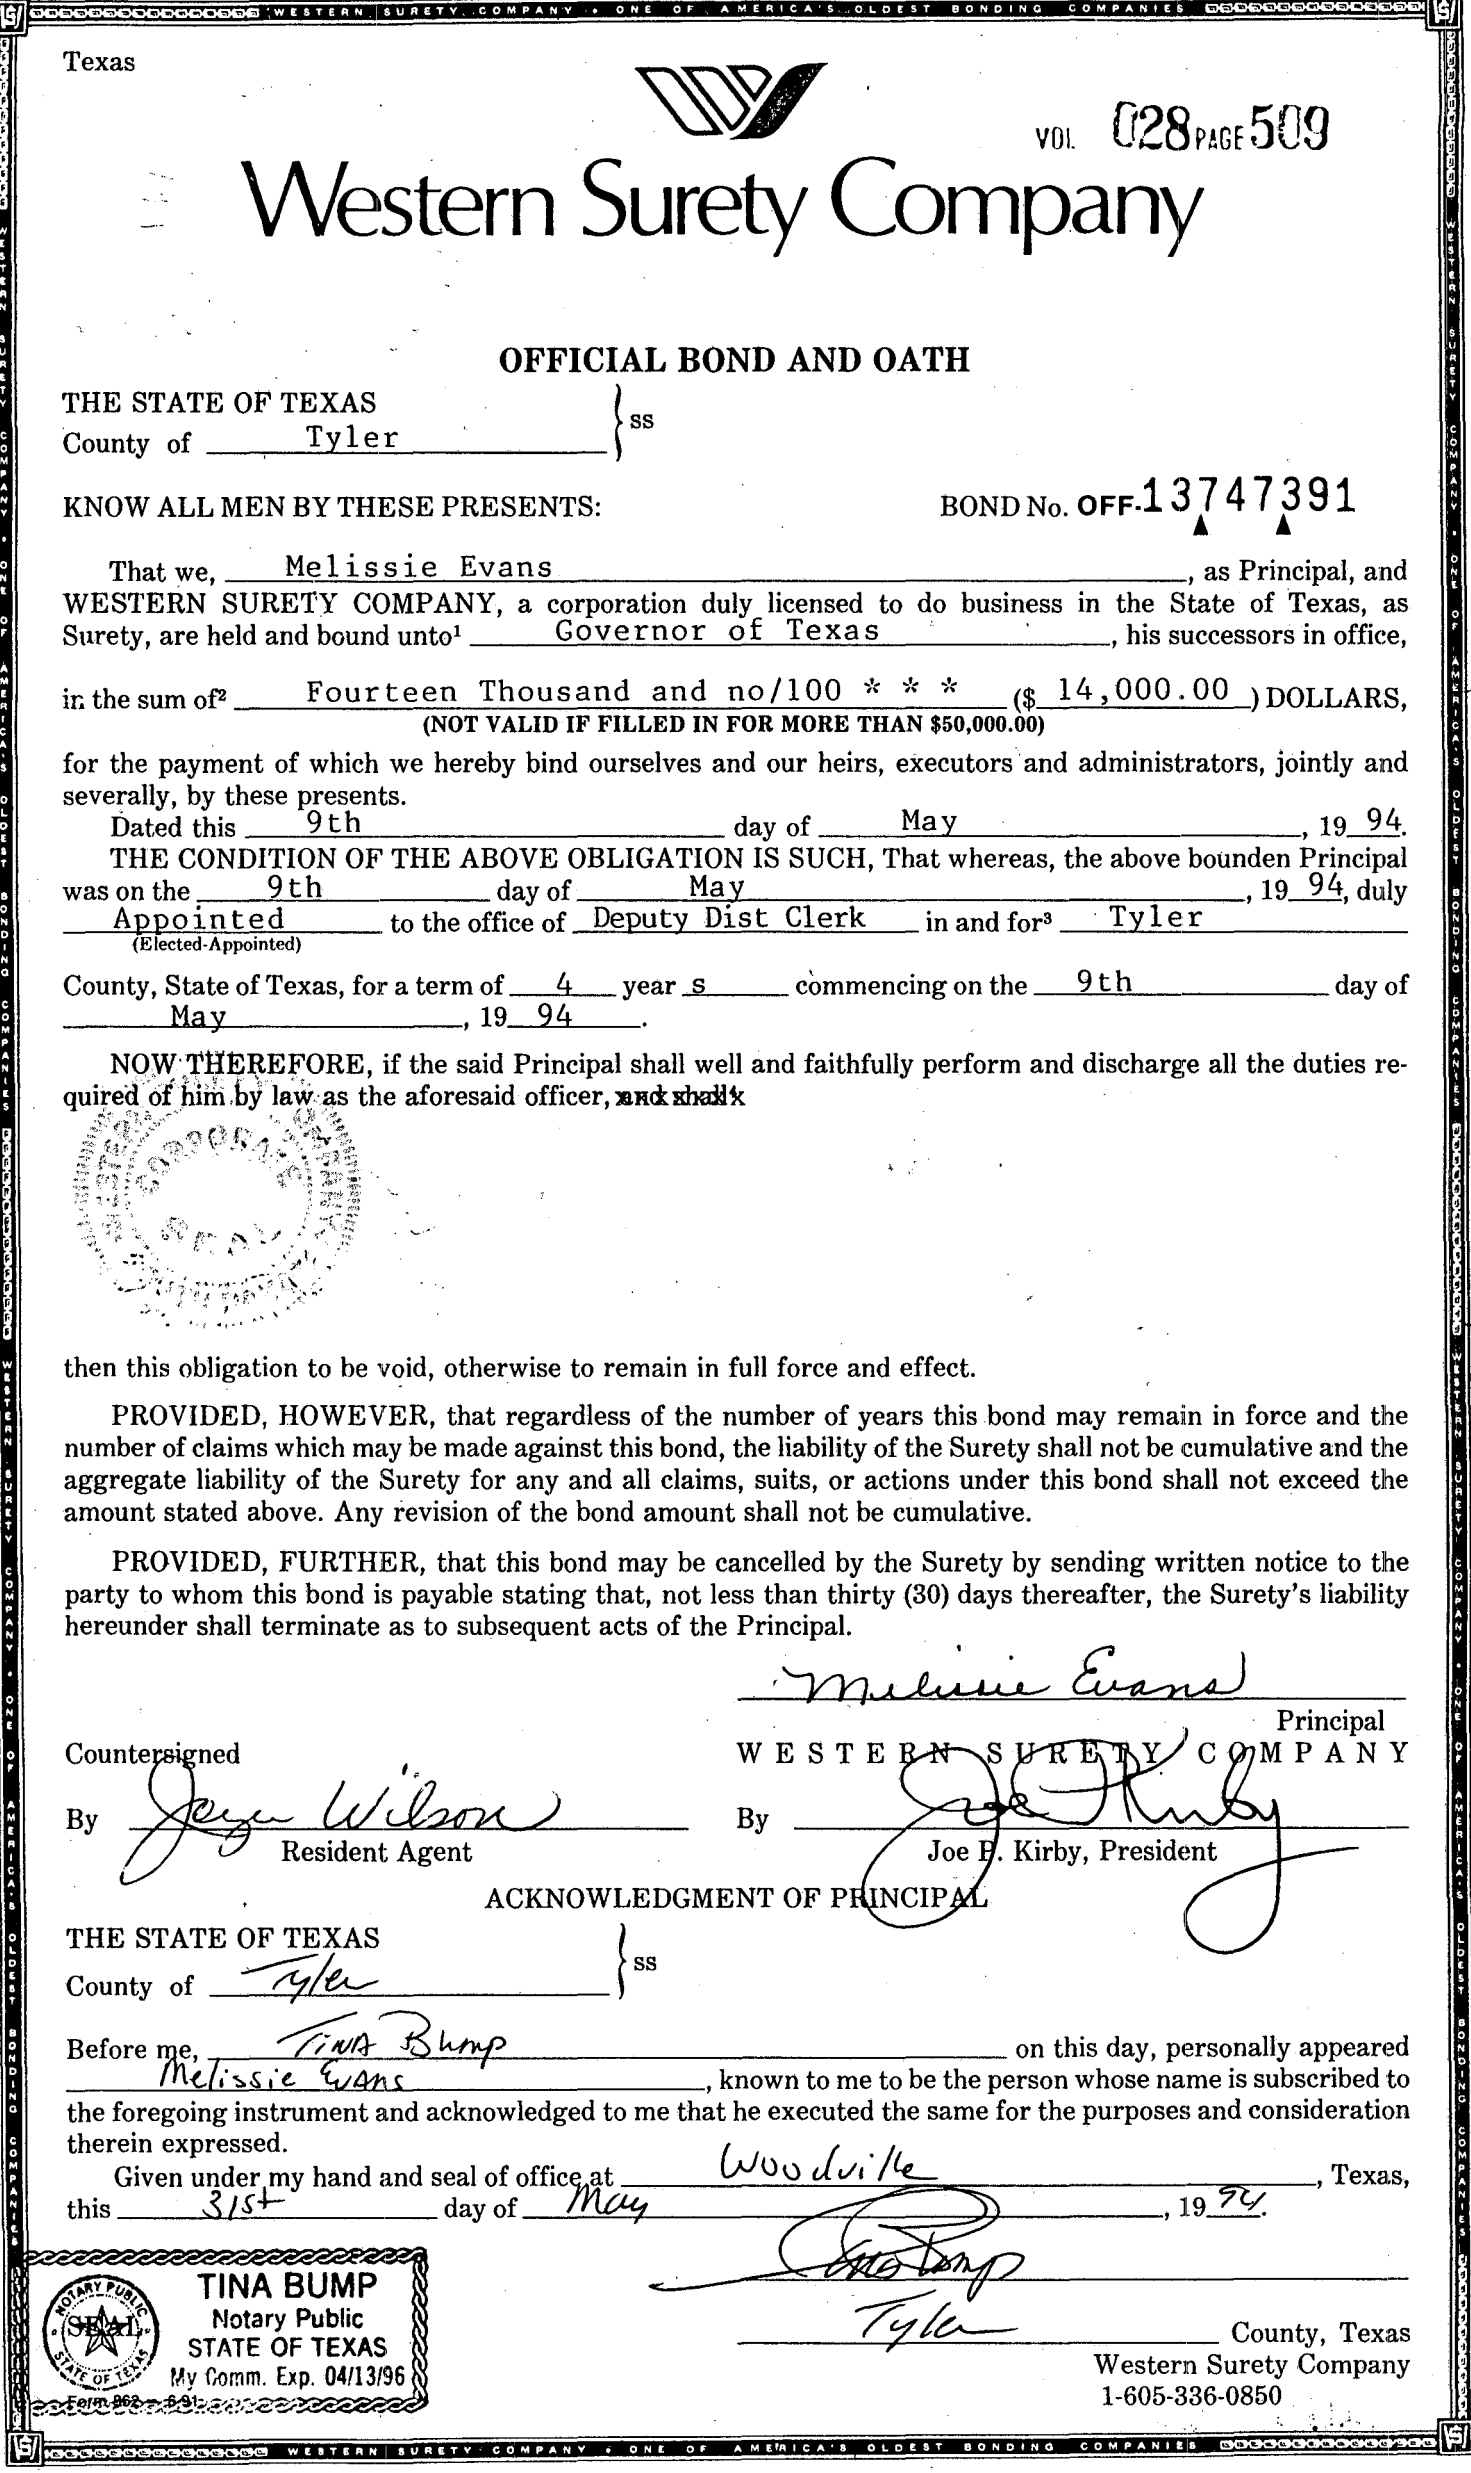 WESTERN SURETY COMPANY • ONE OF AMERICA'S OLDEST BONDING COMPANIES
Texas
VOL 028 PAGE 509
Western Surety Company
OFFICIAL BOND AND OATH
THE STATE OF TEXAS
County of Tyler ss
KNOW ALL MEN BY THESE PRESENTS: BOND No. OFF-13747391
That we, Melissie Evans, as Principal, and
WESTERN SURETY COMPANY, a corporation duly licensed to do business in the State of Texas, as
Surety, are held and bound unto¹ Governor of Texas, his successors in office,
in the sum of² Fourteen Thousand and no/100 * * * ($ 14,000.00 ) DOLLARS,
(NOT VALID IF FILLED IN FOR MORE THAN $50,000.00)
for the payment of which we hereby bind ourselves and our heirs, executors and administrators, jointly and
severally, by these presents.
Dated this 9th day of May, 19 94.
THE CONDITION OF THE ABOVE OBLIGATION IS SUCH, That whereas, the above bounden Principal
was on the 9th day of May, 19 94, duly
Appointed to the office of Deputy Dist Clerk in and for³ Tyler
(Elected-Appointed)
County, State of Texas, for a term of 4 year s commencing on the 9th day of
May, 19 94.
NOW THEREFORE, if the said Principal shall well and faithfully perform and discharge all the duties re-
quired of him by law as the aforesaid officer, and shall
CORPORATE
SEAL
then this obligation to be void, otherwise to remain in full force and effect.
PROVIDED, HOWEVER, that regardless of the number of years this bond may remain in force and the
number of claims which may be made against this bond, the liability of the Surety shall not be cumulative and the
aggregate liability of the Surety for any and all claims, suits, or actions under this bond shall not exceed the
amount stated above. Any revision of the bond amount shall not be cumulative.
PROVIDED, FURTHER, that this bond may be cancelled by the Surety by sending written notice to the
party to whom this bond is payable stating that, not less than thirty (30) days thereafter, the Surety's liability
hereunder shall terminate as to subsequent acts of the Principal.
Melissie Evans
Principal
Countersigned WESTERN SURETY COMPANY
By Wilson By Joe P. Kirby
Resident Agent Joe P. Kirby, President
ACKNOWLEDGMENT OF PRINCIPAL
THE STATE OF TEXAS
County of Tyler ss
Before me, Tina Bump on this day, personally appeared
Melissie Evans, known to me to be the person whose name is subscribed to
the foregoing instrument and acknowledged to me that he executed the same for the purposes and consideration
therein expressed.
Given under my hand and seal of office at Woodville, Texas,
this 31st day of May, 19 94.
Tina Bump
Tyler County, Texas
Western Surety Company
1-605-336-0850
TINA BUMP
Notary Public
STATE OF TEXAS
My Comm. Exp. 04/13/96
NOTARY PUBLIC
SEAL
STATE OF TEXAS
Form 862 — 6-91
WESTERN SURETY COMPANY • ONE OF AMERICA'S OLDEST BONDING COMPANIES